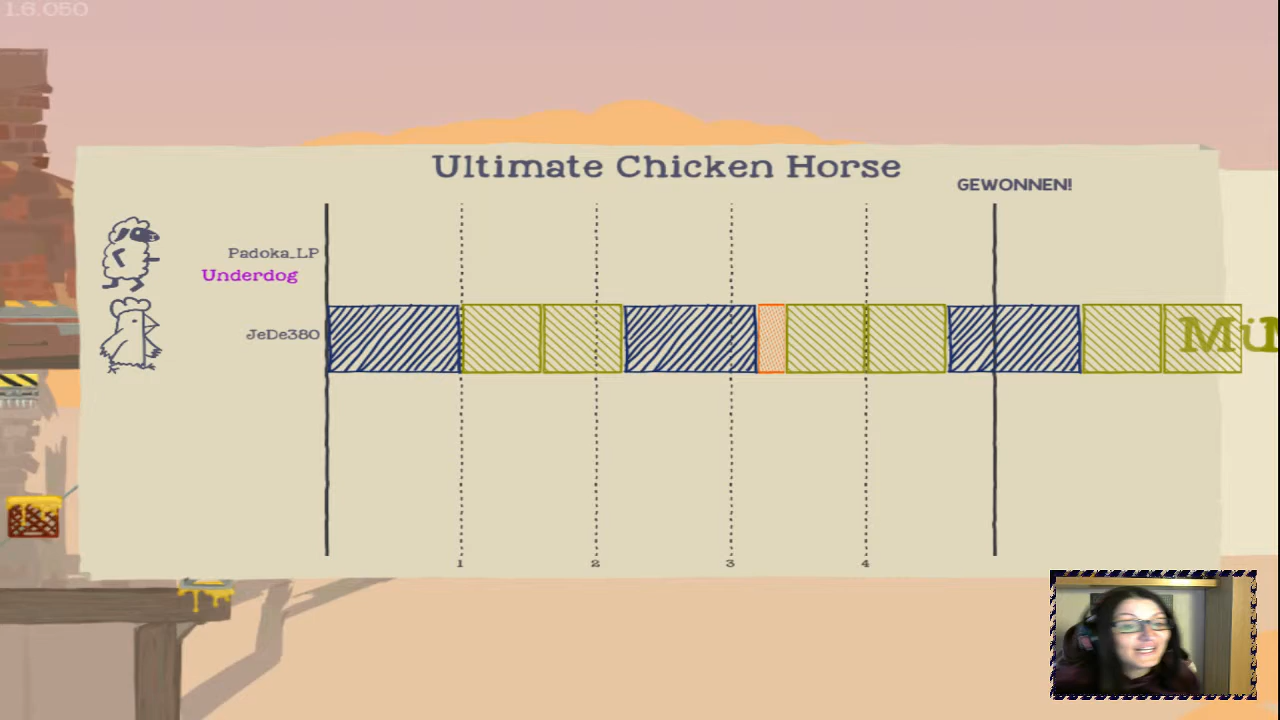 1.6.050
Ultimate Chicken Horse
GEWONNEN!
Padoka_LP
Underdog
JeDe380
1 2 3 4